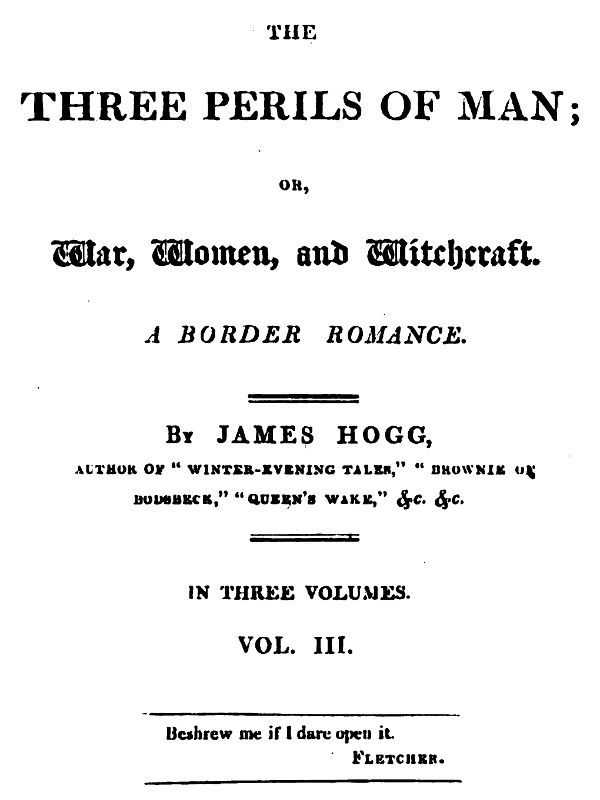 THE
THREE PERILS OF MAN;
OR,
War, Women, and Witchcraft.
A BORDER ROMANCE.
By JAMES HOGG,
AUTHOR OF “ WINTER-EVENING TALES,” “ BROWNIE OF
BODSBECK,” “QUEEN'S WAKE,” &c. &c.
IN THREE VOLUMES.
VOL. III.
Beshrew me if I dare open it.
FLETCHER.